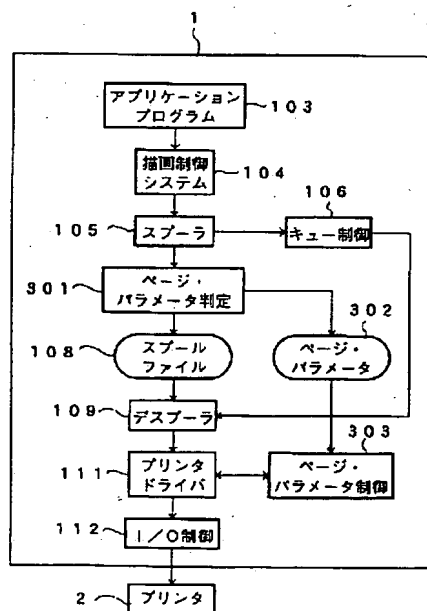 1
アプリケーション
プログラム
103
描画制御
システム
104
106
105
スプーラ
キュー制御
301
ページ・
パラメータ判定
302
108
スプール
ファイル
ページ・
パラメータ
109
デスプーラ
303
111
プリンタ
ドライバ
ページ・
パラメータ制御
112
I/O制御
2
プリンタ